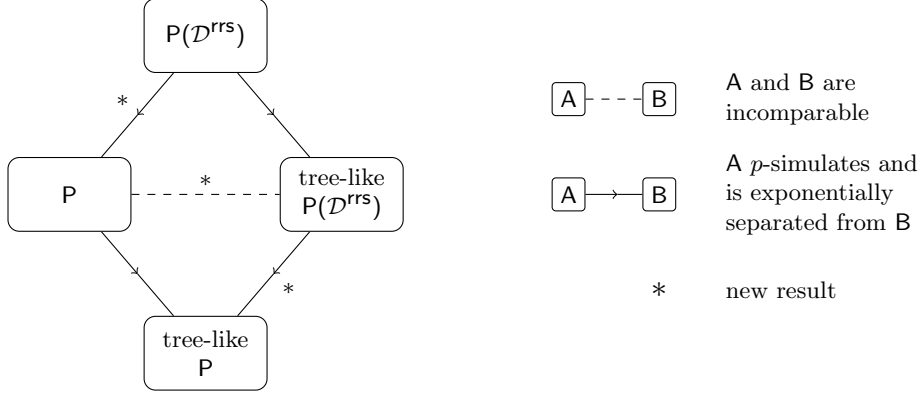 P(𝒟^rrs)
*
P
*
tree-like
P(𝒟^rrs)
*
tree-like
P
A B A and B are
incomparable
A B A p-simulates and
is exponentially
separated from B
* new result